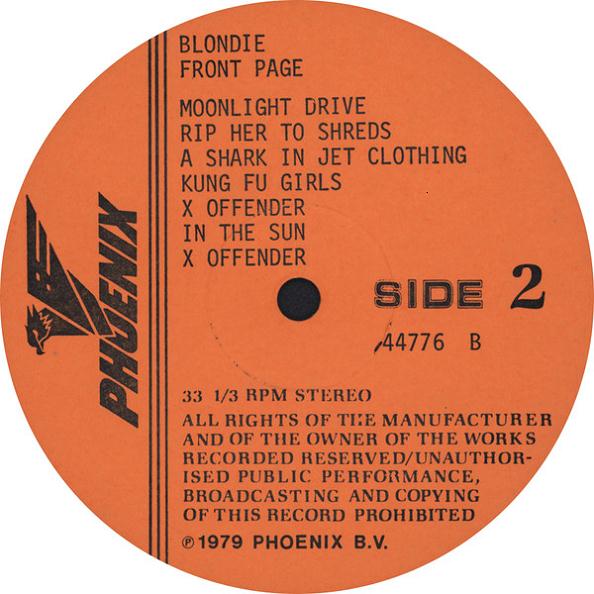 BLONDIE
FRONT PAGE
MOONLIGHT DRIVE
RIP HER TO SHREDS
A SHARK IN JET CLOTHING
KUNG FU GIRLS
X OFFENDER
IN THE SUN
X OFFENDER
PHOENIX
SIDE 2
44776 B
33 1/3 RPM STEREO
ALL RIGHTS OF THE MANUFACTURER
AND OF THE OWNER OF THE WORKS
RECORDED RESERVED/UNAUTHOR-
ISED PUBLIC PERFORMANCE,
BROADCASTING AND COPYING
OF THIS RECORD PROHIBITED
℗ 1979 PHOENIX B.V.